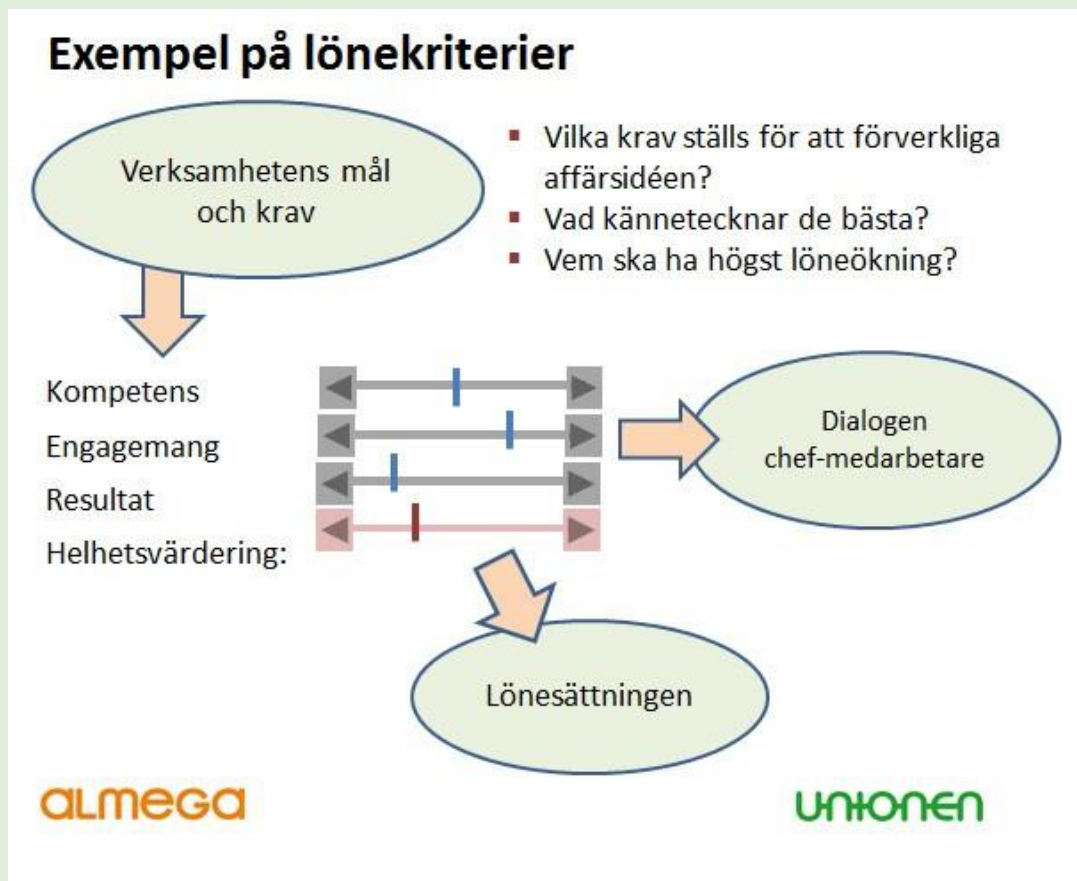 Exempel på lönekriterier
Verksamhetens mål
och krav
▪ Vilka krav ställs för att förverkliga
affärsidéen?
▪ Vad kännetecknar de bästa?
▪ Vem ska ha högst löneökning?
Kompetens
Engagemang
Resultat
Helhetsvärdering:
Dialogen
chef-medarbetare
Lönesättningen
almega
unionen